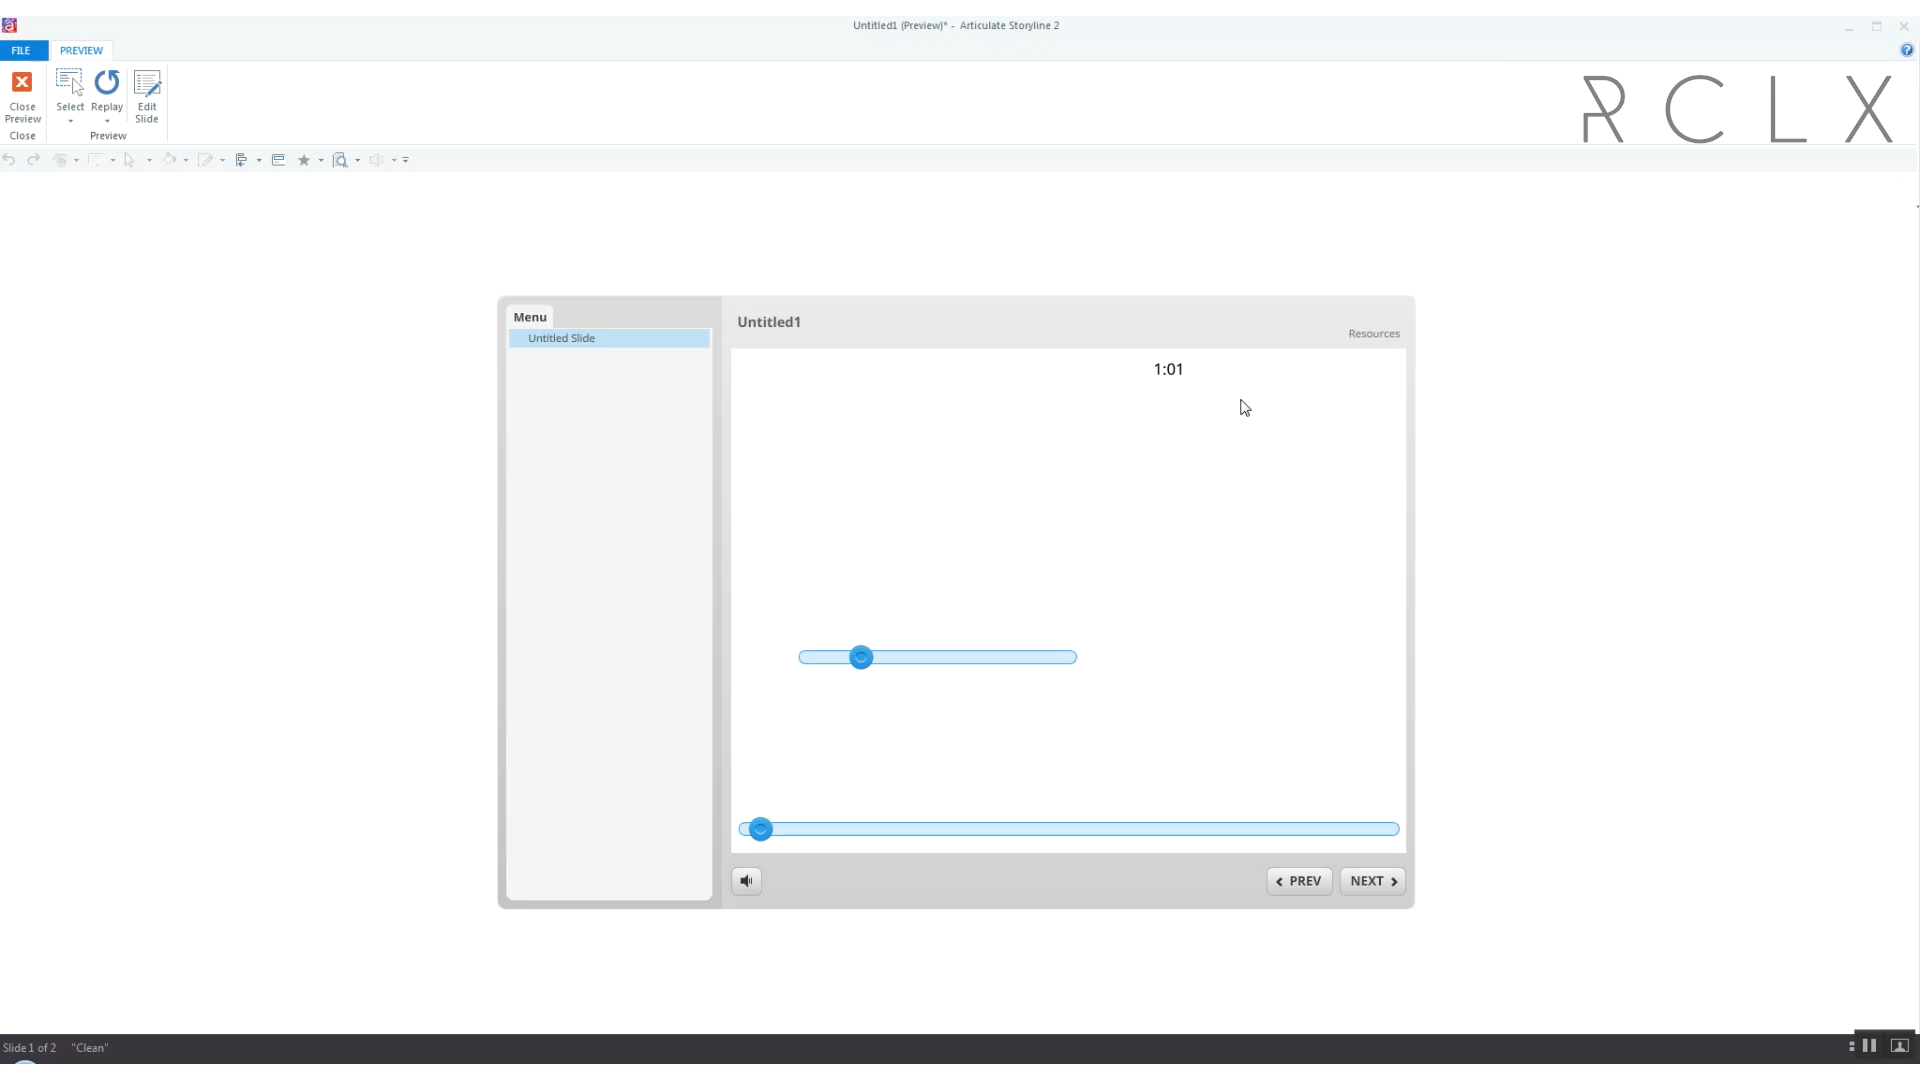 Untitled1 (Preview)* - Articulate Storyline 2
FILE
PREVIEW
Close Preview
Select
Replay
Edit Slide
Close
Preview
R C L X
Menu
Untitled Slide
Untitled1
Resources
1:01
PREV
NEXT
Slide 1 of 2 "Clean"